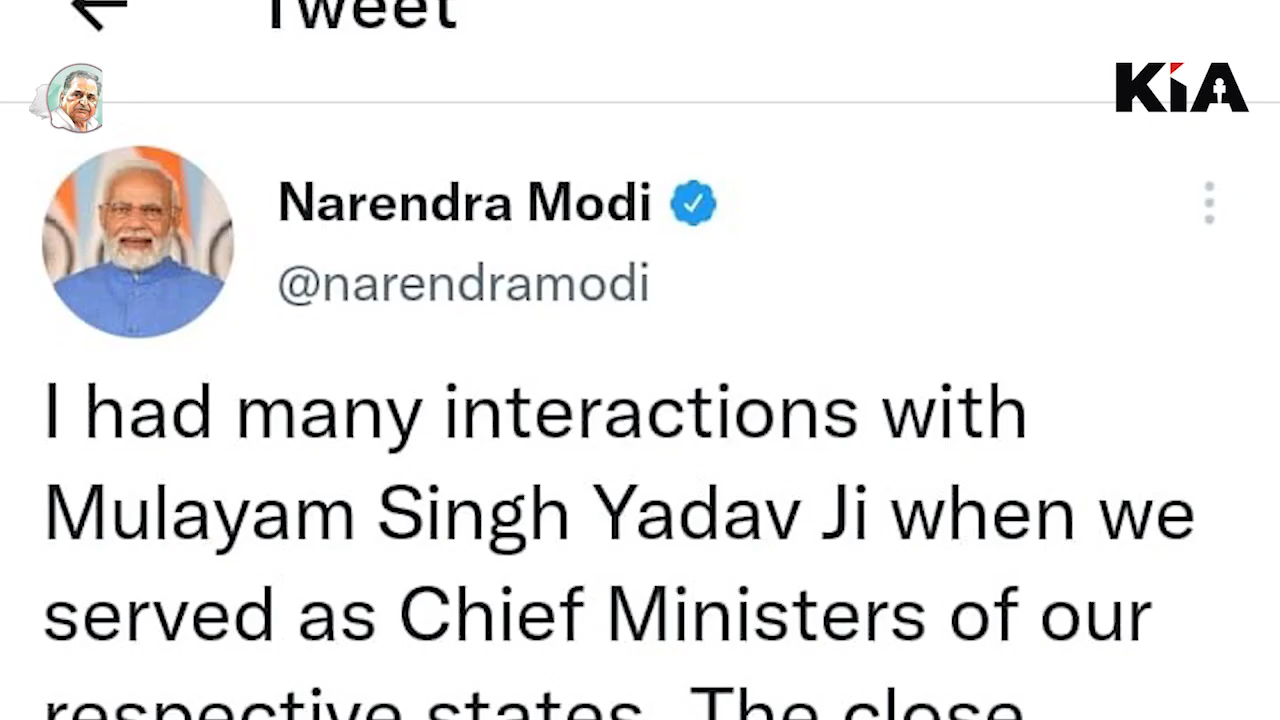 Tweet
KiA
Narendra Modi
@narendramodi
I had many interactions with
Mulayam Singh Yadav Ji when we
served as Chief Ministers of our
respective states. The close